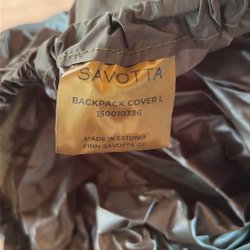 SAVOTTA
BACKPACK COVER L
150010336
MADE IN ESTONIA
FINN-SAVOTTA OY